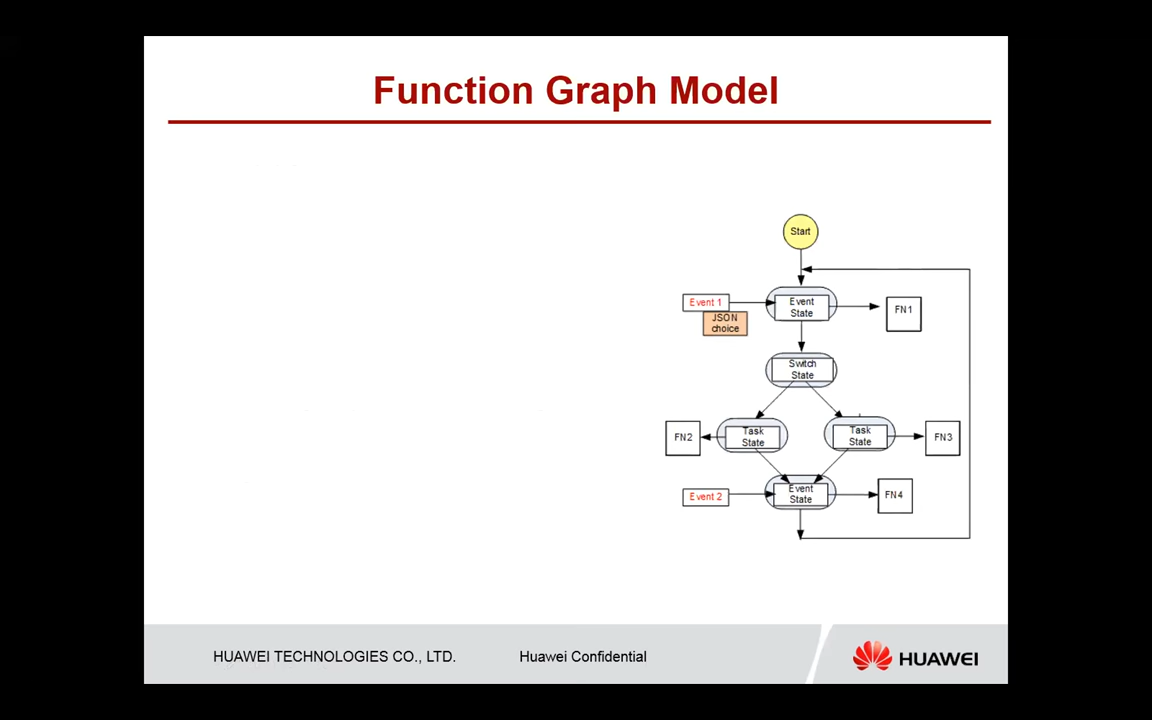 Function Graph Model
Start
Event 1
JSON
choice
Event
State
FN1
Switch
State
FN2
Task
State
Task
State
FN3
Event 2
Event
State
FN4
HUAWEI TECHNOLOGIES CO., LTD.
Huawei Confidential
HUAWEI